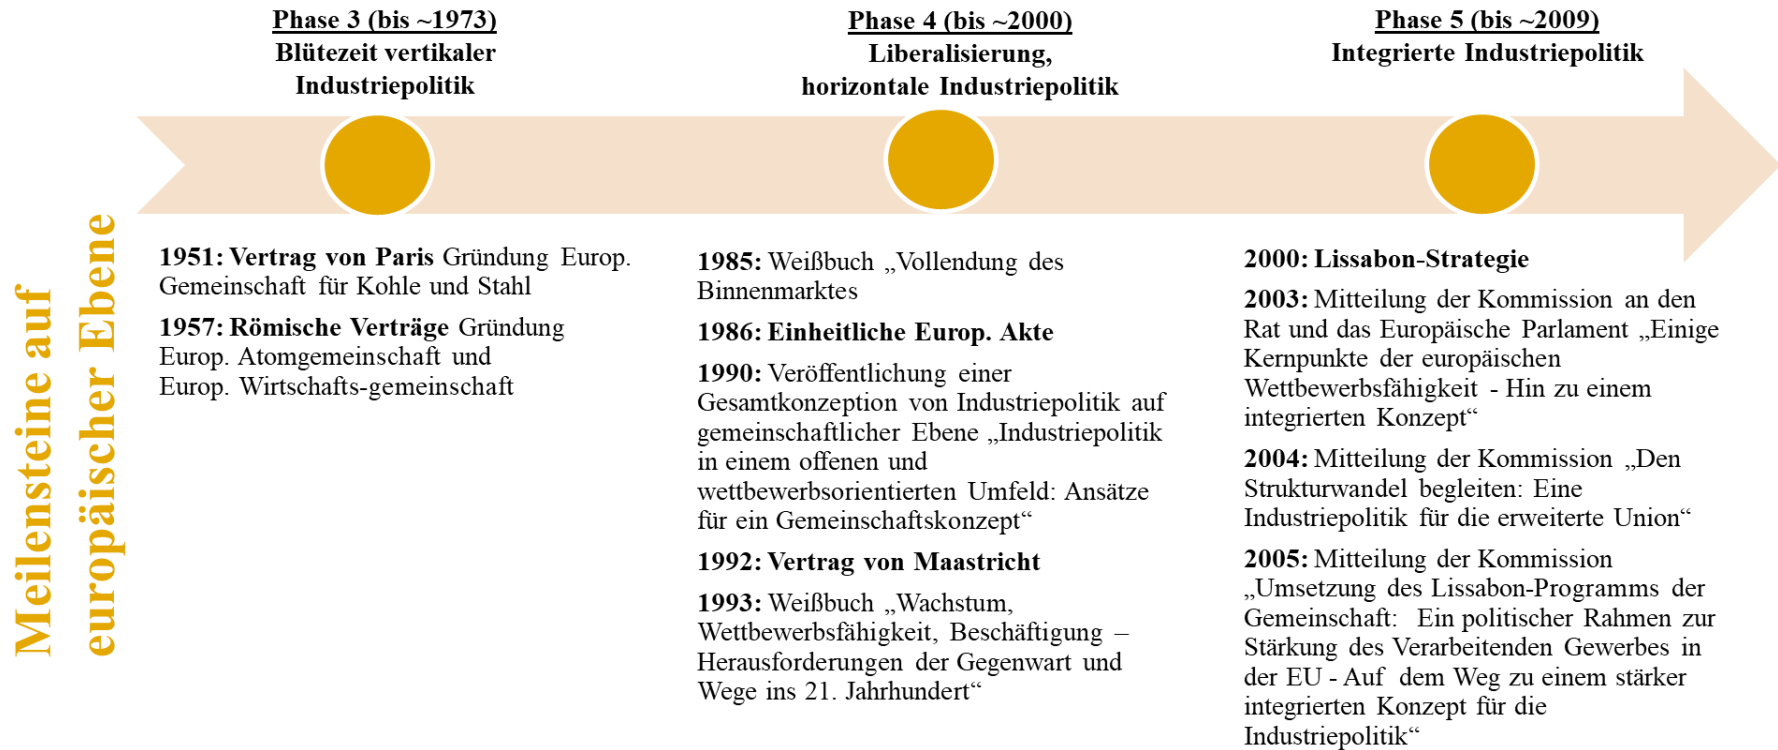 Meilensteine auf
europäischer Ebene
Phase 3 (bis ~1973)
Blütezeit vertikaler
Industriepolitik
1951: Vertrag von Paris Gründung Europ.
Gemeinschaft für Kohle und Stahl
1957: Römische Verträge Gründung
Europ. Atomgemeinschaft und
Europ. Wirtschafts-gemeinschaft
Phase 4 (bis ~2000)
Liberalisierung,
horizontale Industriepolitik
1985: Weißbuch „Vollendung des
Binnenmarktes
1986: Einheitliche Europ. Akte
1990: Veröffentlichung einer
Gesamtkonzeption von Industriepolitik auf
gemeinschaftlicher Ebene „Industriepolitik
in einem offenen und
wettbewerbsorientierten Umfeld: Ansätze
für ein Gemeinschaftskonzept“
1992: Vertrag von Maastricht
1993: Weißbuch „Wachstum,
Wettbewerbsfähigkeit, Beschäftigung –
Herausforderungen der Gegenwart und
Wege ins 21. Jahrhundert“
Phase 5 (bis ~2009)
Integrierte Industriepolitik
2000: Lissabon-Strategie
2003: Mitteilung der Kommission an den
Rat und das Europäische Parlament „Einige
Kernpunkte der europäischen
Wettbewerbsfähigkeit - Hin zu einem
integrierten Konzept“
2004: Mitteilung der Kommission „Den
Strukturwandel begleiten: Eine
Industriepolitik für die erweiterte Union“
2005: Mitteilung der Kommission
„Umsetzung des Lissabon-Programms der
Gemeinschaft: Ein politischer Rahmen zur
Stärkung des Verarbeitenden Gewerbes in
der EU - Auf dem Weg zu einem stärker
integrierten Konzept für die
Industriepolitik“